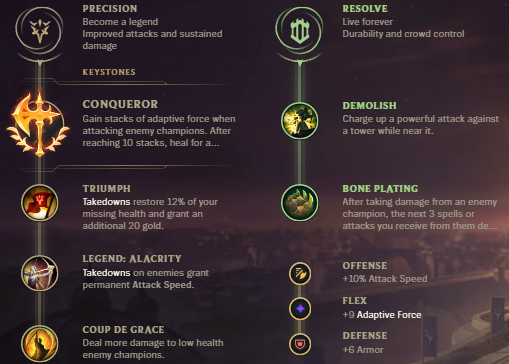 PRECISION
Become a legend
Improved attacks and sustained
damage
KEYSTONES
CONQUEROR
Gain stacks of adaptive force when
attacking enemy champions. After
reaching 10 stacks, heal for a...
TRIUMPH
Takedowns restore 12% of your
missing health and grant an
additional 20 gold.
LEGEND: ALACRITY
Takedowns on enemies grant
permanent Attack Speed.
COUP DE GRACE
Deal more damage to low health
enemy champions.
RESOLVE
Live forever
Durability and crowd control
DEMOLISH
Charge up a powerful attack against
a tower while near it.
BONE PLATING
After taking damage from an enemy
champion, the next 3 spells or
attacks you receive from them de...
OFFENSE
+10% Attack Speed
FLEX
+9 Adaptive Force
DEFENSE
+6 Armor